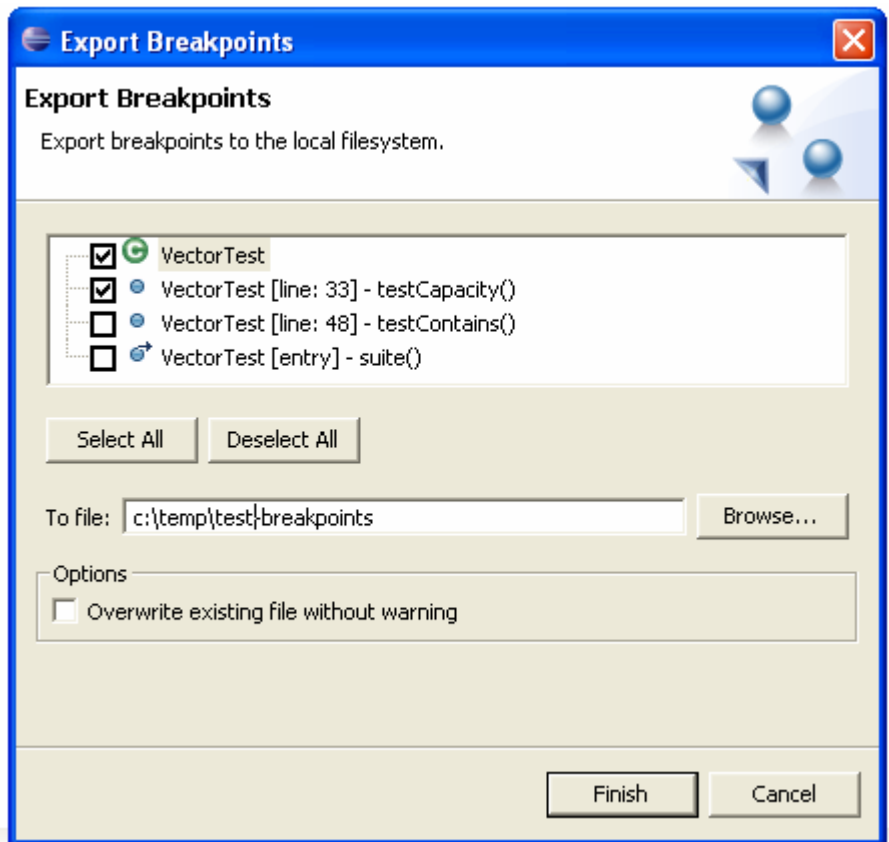 Export Breakpoints
Export Breakpoints
Export breakpoints to the local filesystem.
VectorTest
VectorTest [line: 33] - testCapacity()
VectorTest [line: 48] - testContains()
VectorTest [entry] - suite()
Select All Deselect All
To file: c:\temp\test-breakpoints Browse...
Options
Overwrite existing file without warning
Finish Cancel